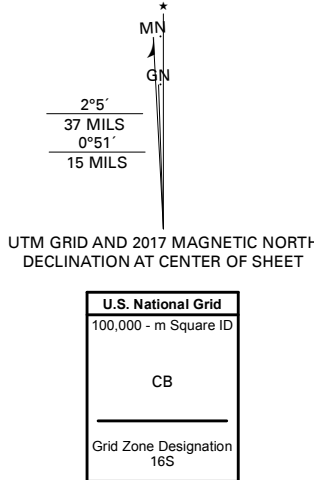 ★
MN
GN
2°5´
37 MILS
0°51´
15 MILS
UTM GRID AND 2017 MAGNETIC NORTH
DECLINATION AT CENTER OF SHEET
U.S. National Grid
100,000 - m Square ID
CB
Grid Zone Designation
16S